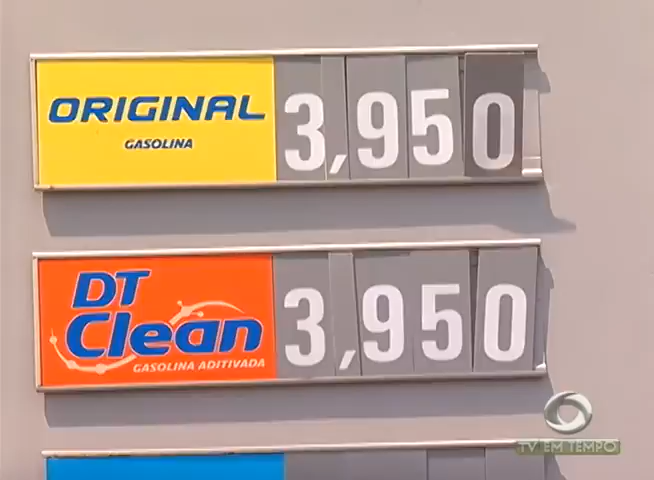 ORIGINAL 3,950
GASOLINA
DT
Clean 3,950
GASOLINA ADITIVADA
TV EM TEMPO